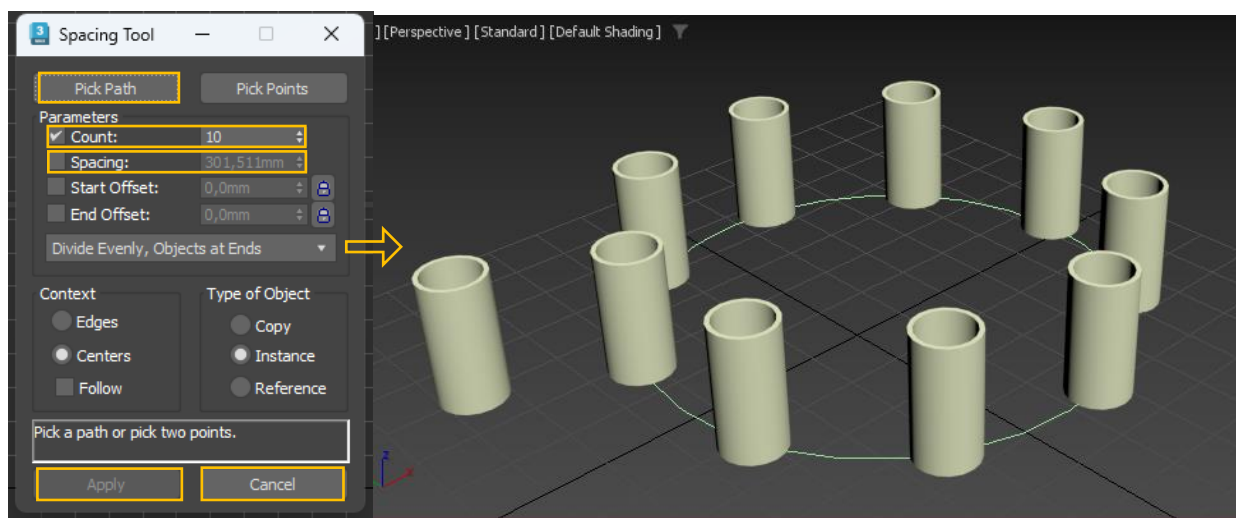 3 Spacing Tool
] [Perspective ] [Standard ] [Default Shading ]
Pick Path Pick Points
Parameters
Count: 10
Spacing: 301,511mm
Start Offset: 0,0mm
End Offset: 0,0mm
Divide Evenly, Objects at Ends
Context Type of Object
Edges Copy
Centers Instance
Follow Reference
Pick a path or pick two points.
Apply Cancel
z
x